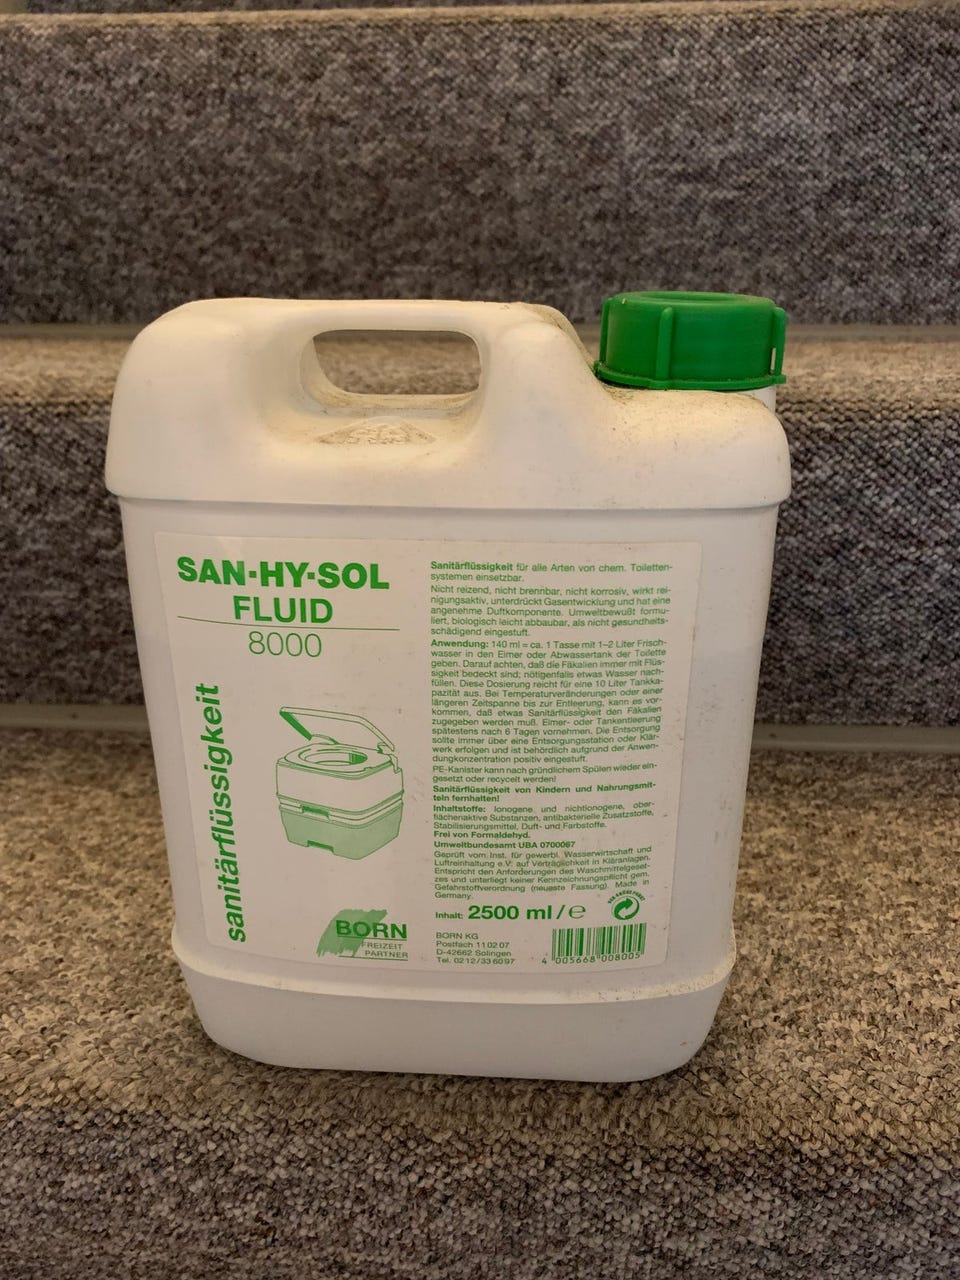 SAN·HY·SOL
FLUID
8000
sanitärflüssigkeit
BORN
FREIZEIT
PARTNER
Sanitärflüssigkeit für alle Arten von chem. Toiletten-
systemen einsetzbar.
Nicht reizend, nicht brennbar, nicht korrosiv, wirkt rei-
nigungsaktiv, unterdrückt Gasentwicklung und hat eine
angenehme Duftkomponente. Umweltbewußt formu-
liert, biologisch leicht abbaubar, als nicht gesundheits-
schädigend eingestuft.
Anwendung: 140 ml = ca. 1 Tasse mit 1–2 Liter Frisch-
wasser in den Eimer oder Abwassertank der Toilette
geben. Darauf achten, daß die Fäkalien immer mit Flüs-
sigkeit bedeckt sind; nötigenfalls etwas Wasser nach-
füllen. Diese Dosierung reicht für eine 10 Liter Tankka-
pazität aus. Bei Temperaturveränderungen oder einer
längeren Zeitspanne bis zur Entleerung, kann es vor-
kommen, daß etwas Sanitärflüssigkeit den Fäkalien
zugegeben werden muß. Eimer- oder Tankentleerung
spätestens nach 6 Tagen vornehmen. Die Entsorgung
sollte immer über eine Entsorgungsstation oder Klär-
werk erfolgen und ist behördlich aufgrund der Anwen-
dungkonzentration positiv eingestuft.
PE-Kanister kann nach gründlichem Spülen wieder ein-
gesetzt oder recycelt werden!
Sanitärflüssigkeit von Kindern und Nahrungsmit-
teln fernhalten!
Inhaltsstoffe: Ionogene und nichtionogene, ober-
flächenaktive Substanzen, antibakterielle Zusatzstoffe,
Stabilisierungsmittel, Duft- und Farbstoffe.
Frei von Formaldehyd.
Umweltbundesamt UBA 0700067
Geprüft vom Inst. für gewerbl. Wasserwirtschaft und
Luftreinhaltung e.V. auf Verträglichkeit in Kläranlagen.
Entspricht den Anforderungen des Waschmittelgeset-
zes und unterliegt keiner Kennzeichnungspflicht gem.
Gefahrstoffverordnung (neueste Fassung). Made in
Germany.
Inhalt: 2500 ml / ℮
BORN KG
Postfach 11 02 07
D-42662 Solingen
Tel. 02 12 / 33 60 97
4 005668 008005